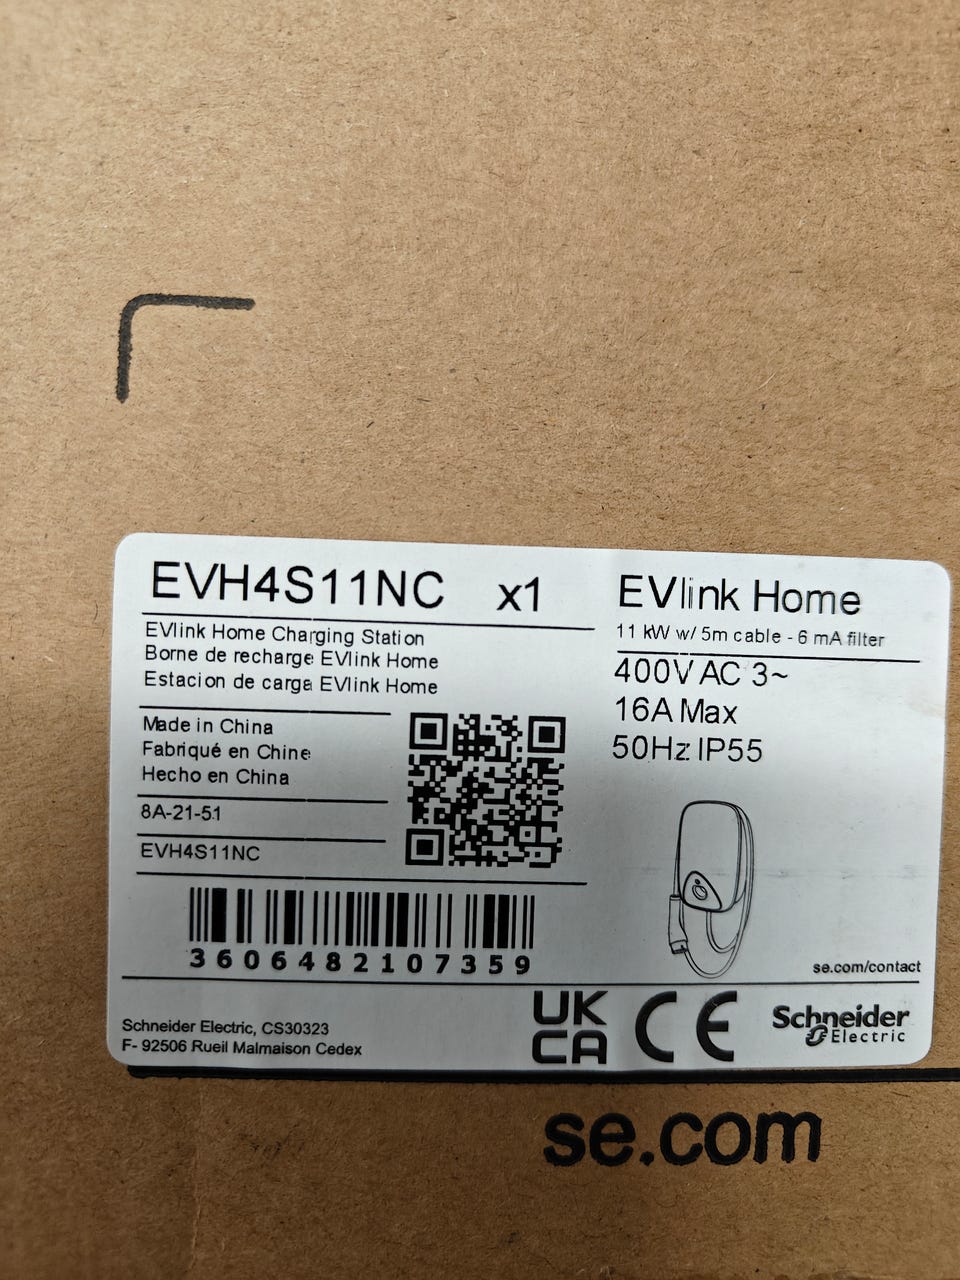 EVH4S11NC x1
EVlink Home Charging Station
Borne de recharge EVlink Home
Estacion de carga EVlink Home
Made in China
Fabriqué en Chine
Hecho en China
8A-21-51
EVH4S11NC
3606482107359
EVlink Home
11 kW w/ 5m cable - 6 mA filter
400V AC 3~
16A Max
50Hz IP55
se.com/contact
Schneider Electric, CS30323
F- 92506 Rueil Malmaison Cedex
UK
CA
CE
Schneider
Electric
se.com